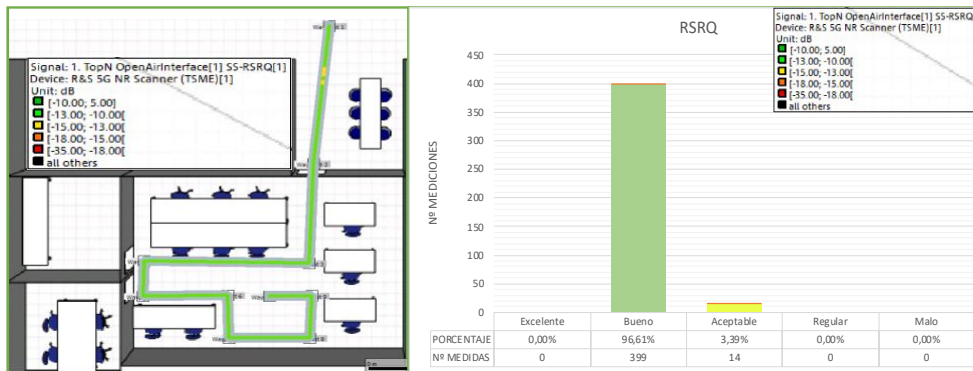 Signal: 1. TopN OpenAirInterface[1] SS-RSRQ[1]
Device: R&S 5G NR Scanner (TSME)[1]
Unit: dB
[-10.00; 5.00]
[-13.00; -10.00[
[-15.00; -13.00[
[-18.00; -15.00[
[-35.00; -18.00[
all others
RSRQ
Signal: 1. TopN OpenAirInterface[1] SS-RSRQ
Device: R&S 5G NR Scanner (TSME)[1]
Unit: dB
[-10.00; 5.00]
[-13.00; -10.00[
[-15.00; -13.00[
[-18.00; -15.00[
[-35.00; -18.00[
all others
Nº MEDICIONES
450
400
350
300
250
200
150
100
50
0
Excelente Bueno Aceptable Regular Malo
PORCENTAJE 0,00% 96,61% 3,39% 0,00% 0,00%
Nº MEDIDAS 0 399 14 0 0